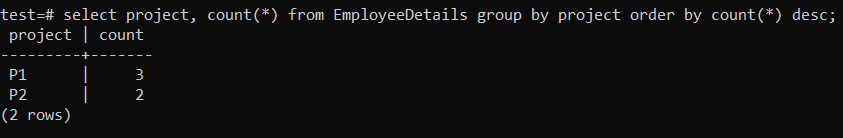 test=# select project, count(*) from EmployeeDetails group by project order by count(*) desc;
 project | count
---------+-------
 P1      |     3
 P2      |     2
(2 rows)